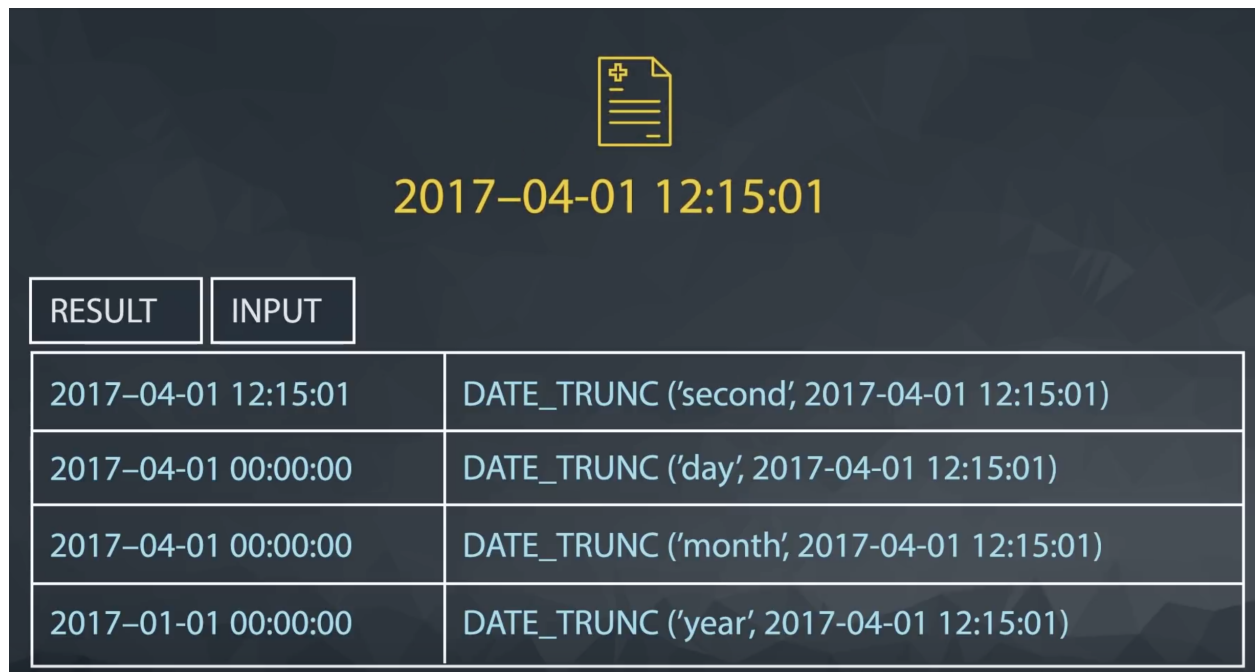 2017–04-01 12:15:01
RESULT INPUT
2017–04-01 12:15:01 DATE_TRUNC (’second’, 2017-04-01 12:15:01)
2017–04-01 00:00:00 DATE_TRUNC (’day’, 2017-04-01 12:15:01)
2017–04-01 00:00:00 DATE_TRUNC (’month’, 2017-04-01 12:15:01)
2017–01-01 00:00:00 DATE_TRUNC (’year’, 2017-04-01 12:15:01)